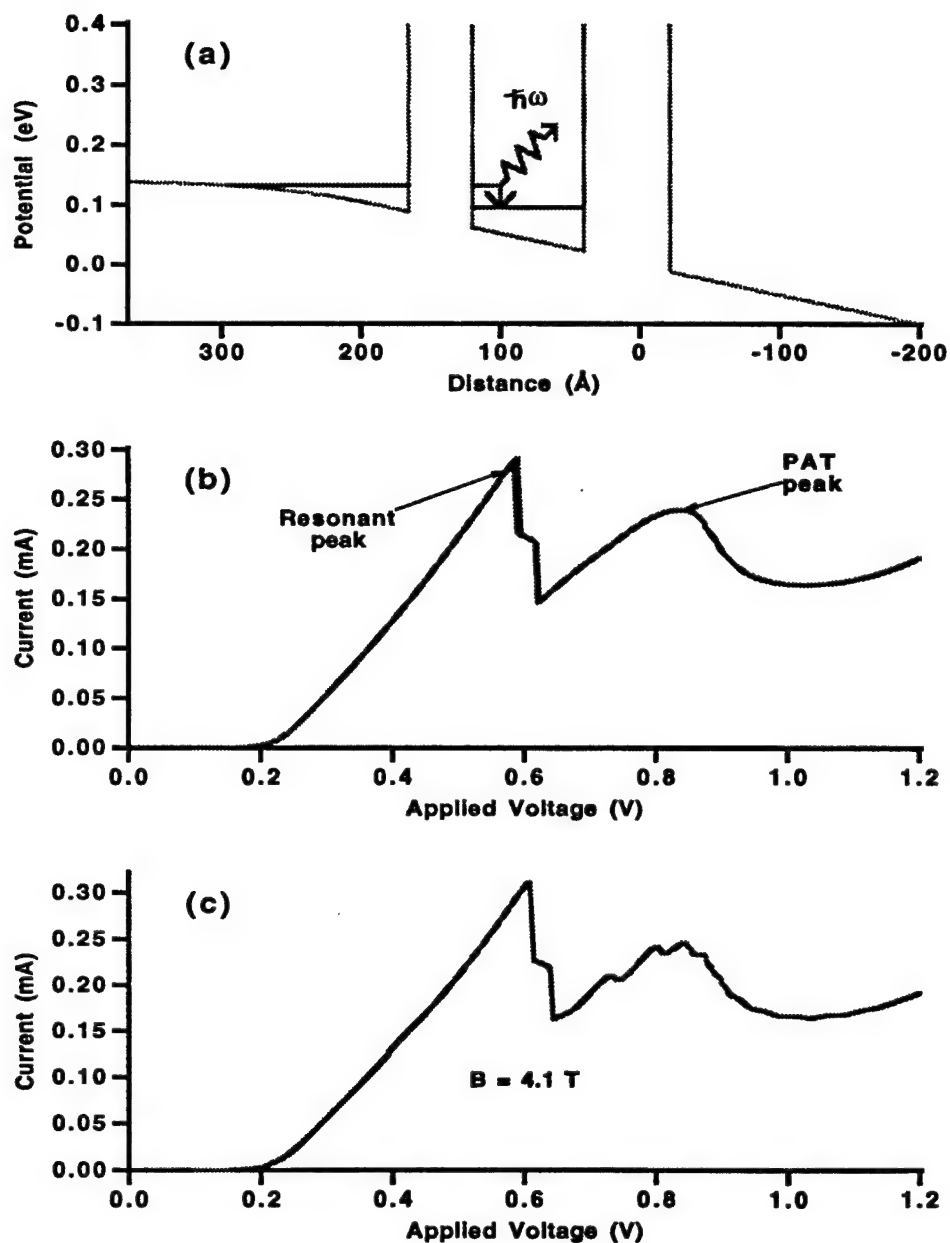 (a)
ħω
Potential (eV)
0.4
0.3
0.2
0.1
0.0
-0.1
300
200
100
0
-100
-200
Distance (Å)
(b)
Resonant
peak
PAT
peak
Current (mA)
0.30
0.25
0.20
0.15
0.10
0.05
0.00
0.0
0.2
0.4
0.6
0.8
1.0
1.2
Applied Voltage (V)
(c)
B = 4.1 T
Current (mA)
0.30
0.25
0.20
0.15
0.10
0.05
0.00
0.0
0.2
0.4
0.6
0.8
1.0
1.2
Applied Voltage (V)